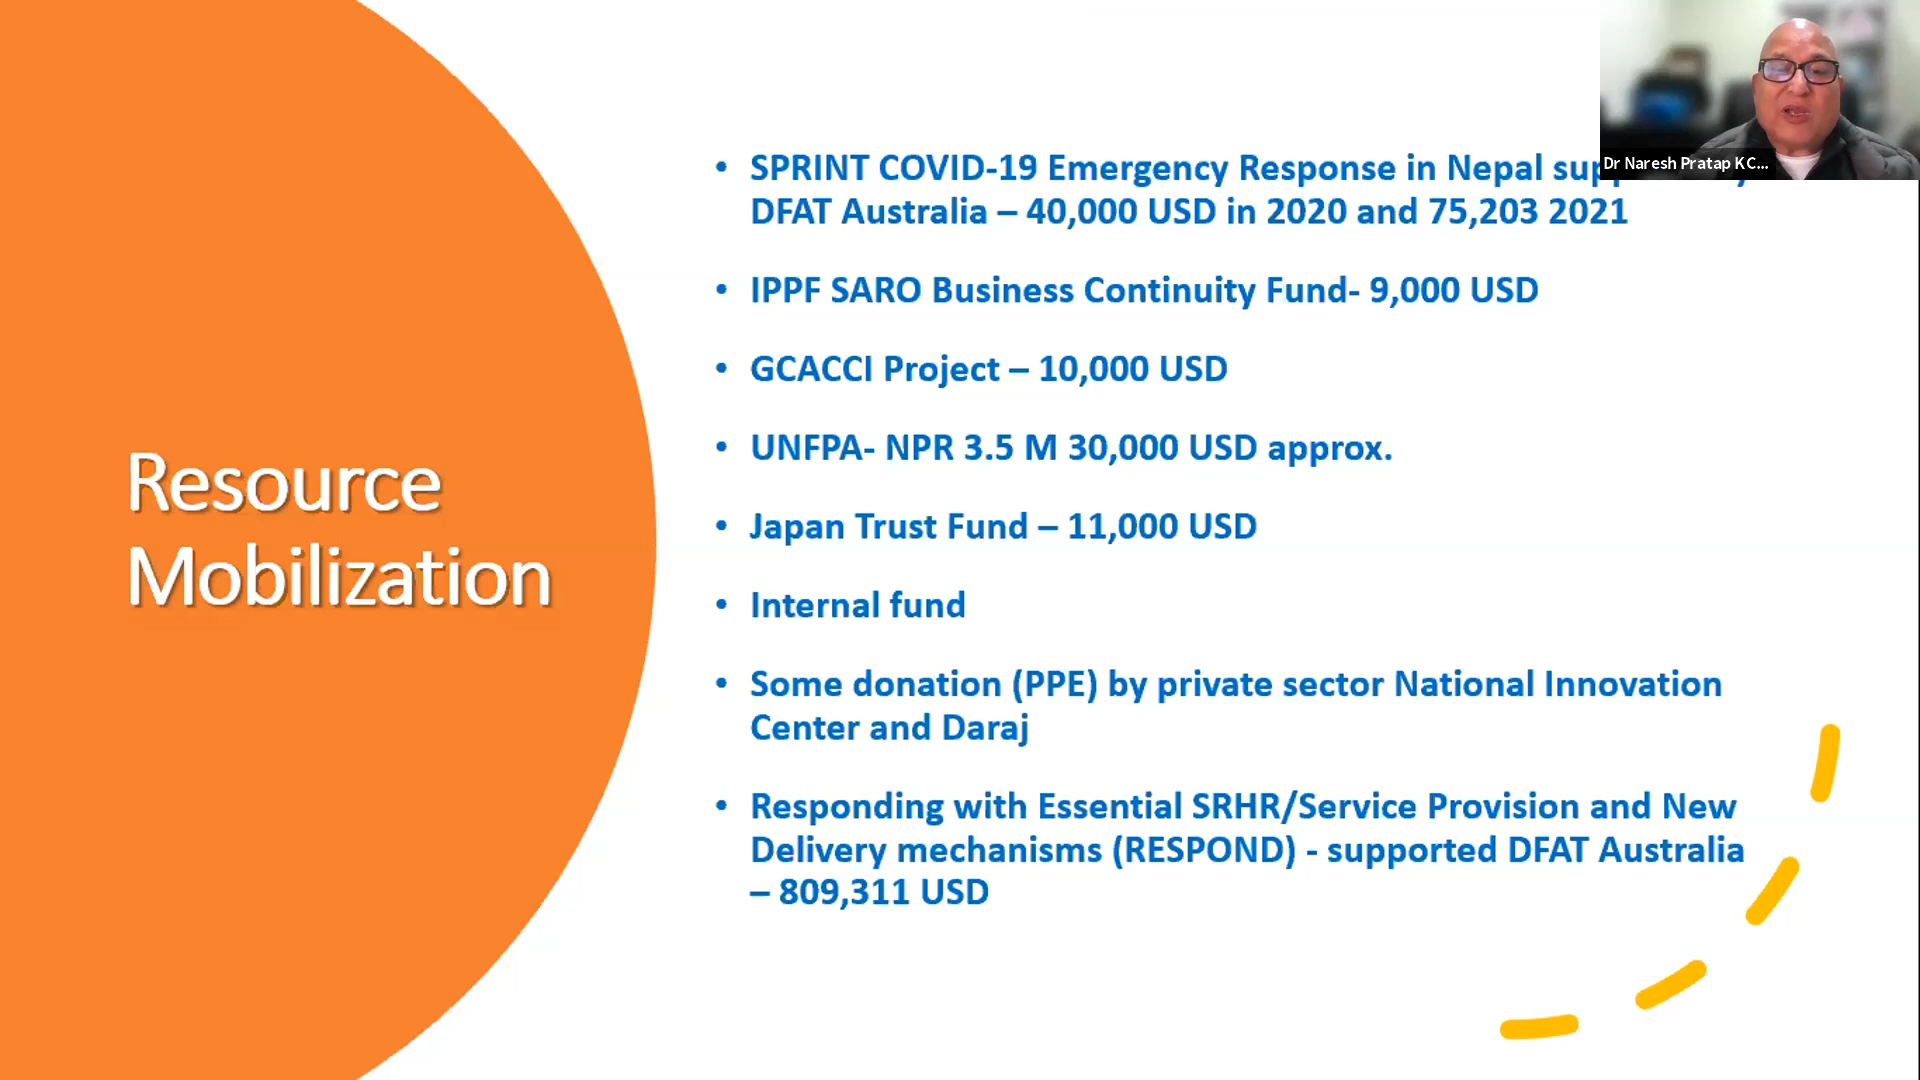 Resource
Mobilization
• SPRINT COVID-19 Emergency Response in Nepal
DFAT Australia – 40,000 USD in 2020 and 75,203 2021
• IPPF SARO Business Continuity Fund- 9,000 USD
• GCACCI Project – 10,000 USD
• UNFPA- NPR 3.5 M 30,000 USD approx.
• Japan Trust Fund – 11,000 USD
• Internal fund
• Some donation (PPE) by private sector National Innovation
Center and Daraj
• Responding with Essential SRHR/Service Provision and New
Delivery mechanisms (RESPOND) - supported DFAT Australia
– 809,311 USD
Dr Naresh Pratap KC...